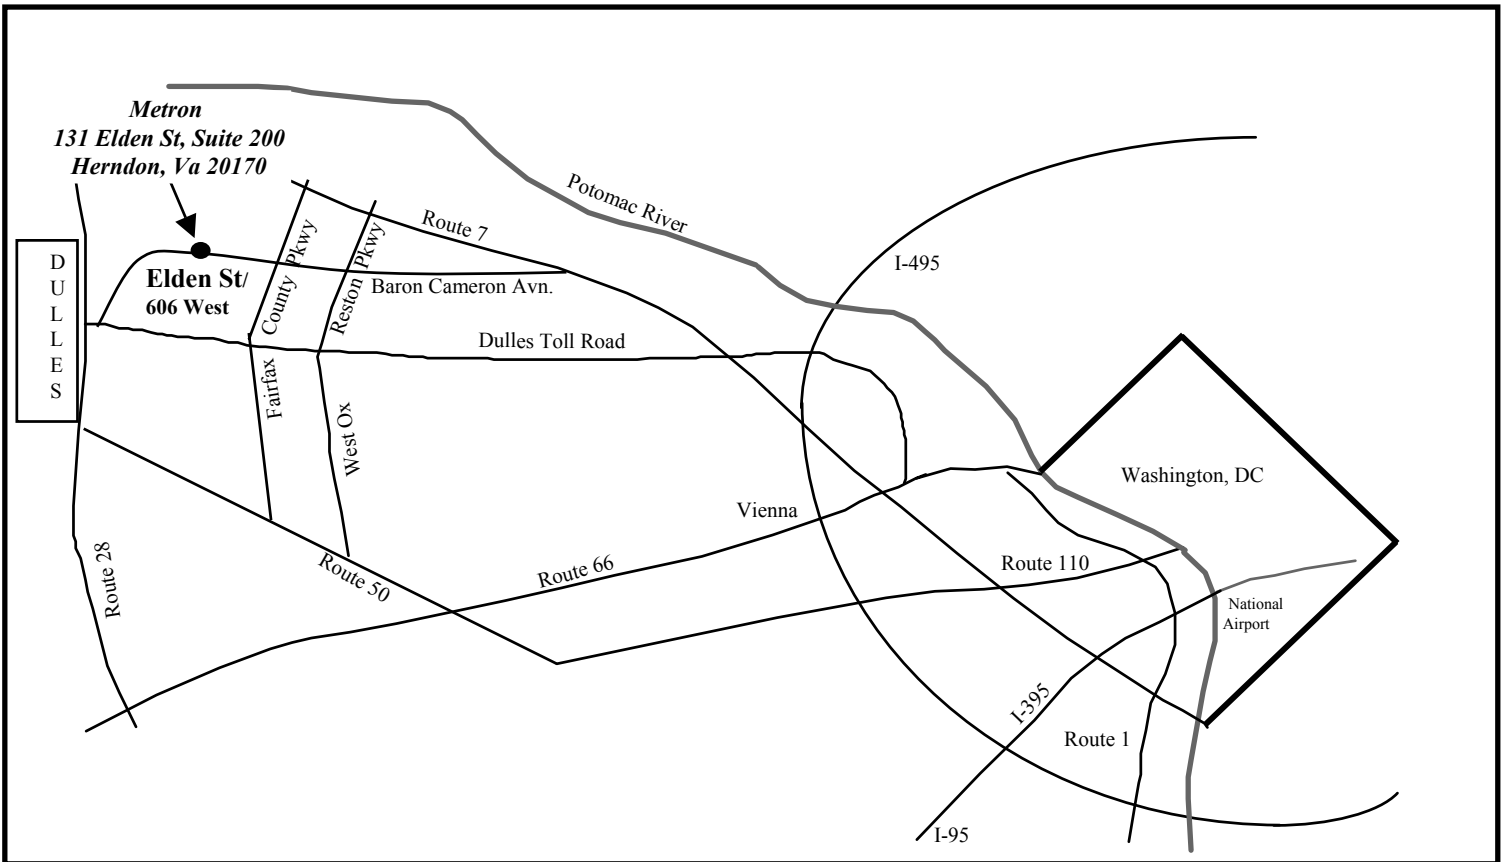 Metron
131 Elden St, Suite 200
Herndon, Va 20170
Potomac River
Route 7
I-495
DULLES
Elden St/
606 West
County Pkwy
Reston Pkwy
Baron Cameron Avn.
Dulles Toll Road
Fairfax
West Ox
Washington, DC
Vienna
Route 28
Route 50
Route 66
Route 110
National
Airport
I-395
Route 1
I-95